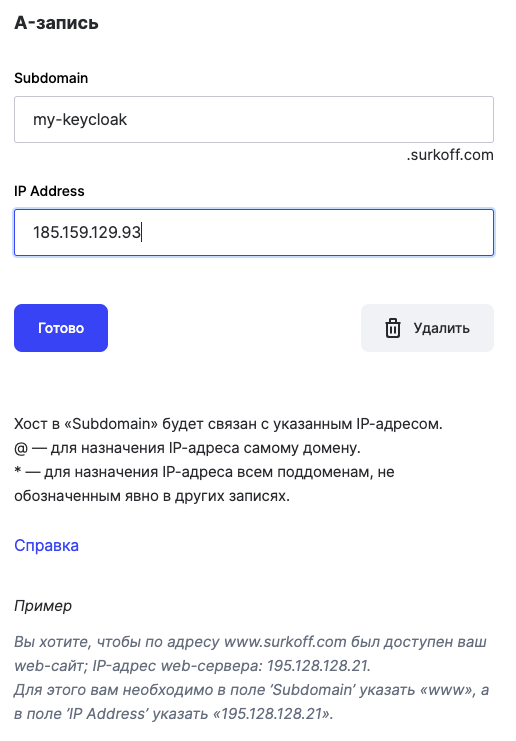 А-запись
Subdomain
my-keycloak
.surkoff.com
IP Address
185.159.129.93
Готово
Удалить
Хост в «Subdomain» будет связан с указанным IP-адресом.
@ — для назначения IP-адреса самому домену.
* — для назначения IP-адреса всем поддоменам, не
обозначенным явно в других записях.
Справка
Пример
Вы хотите, чтобы по адресу www.surkoff.com был доступен ваш
web-сайт; IP-адрес web-сервера: 195.128.128.21.
Для этого вам необходимо в поле ‘Subdomain’ указать «www», а
в поле ’IP Address’ указать «195.128.128.21».